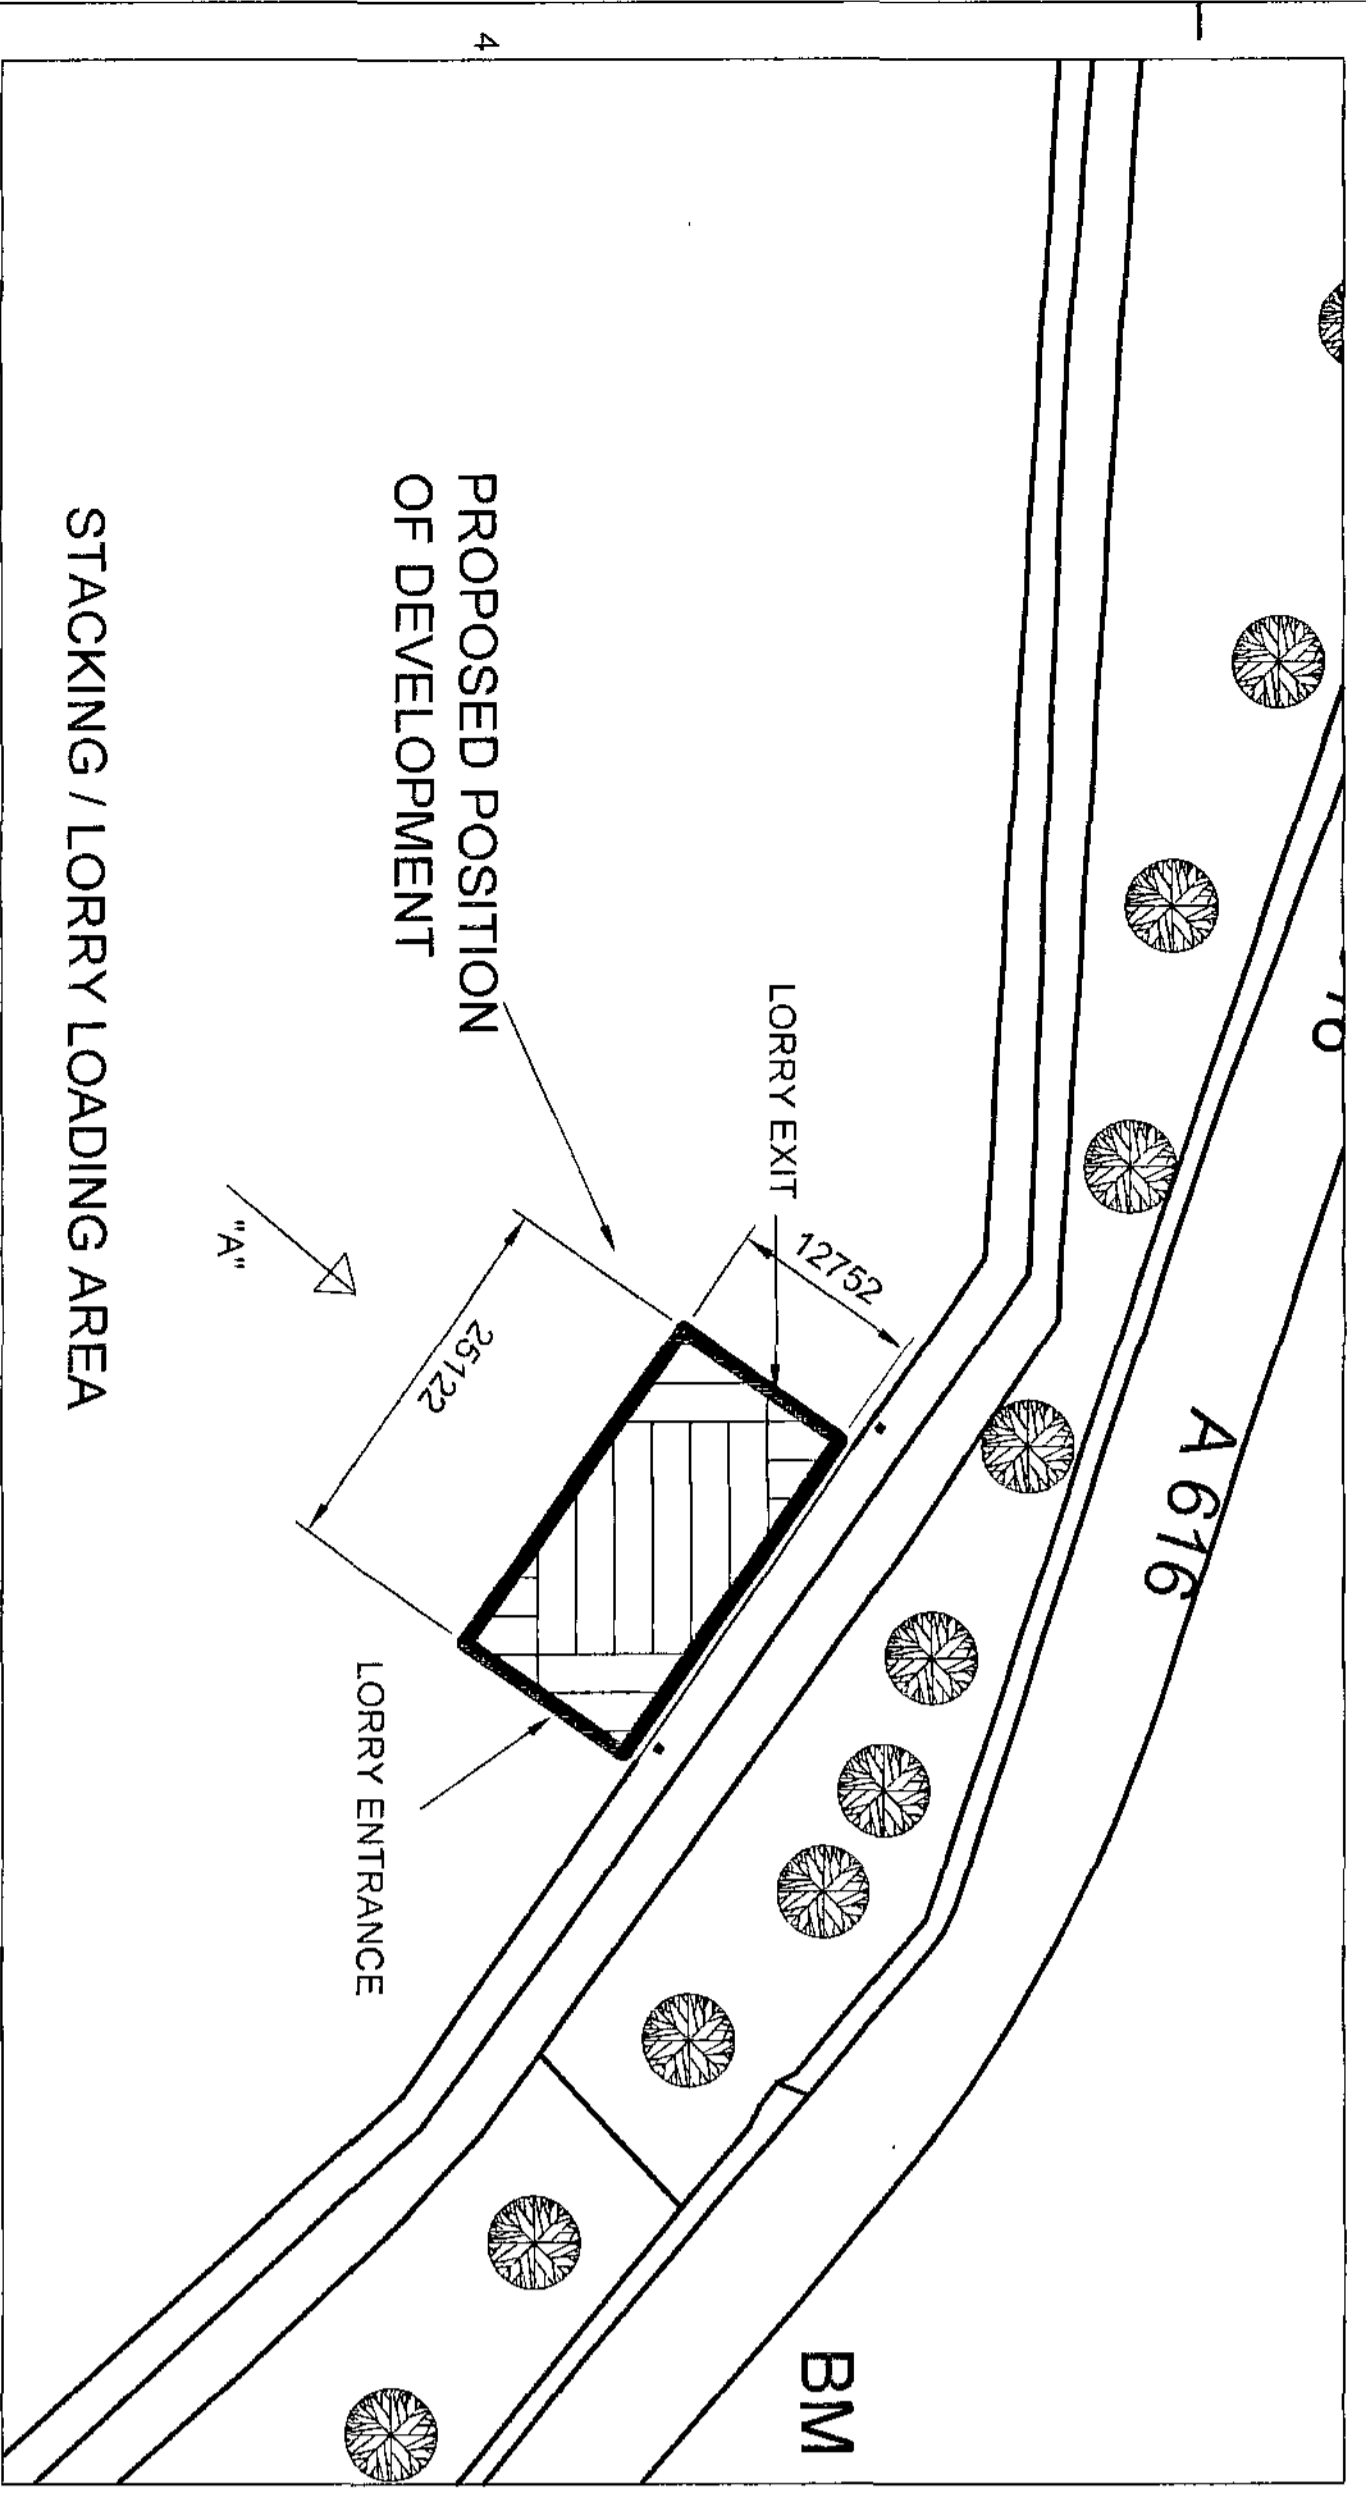 4
A 616
BM
LORRY EXIT
12752
PROPOSED POSITION
OF DEVELOPMENT
25122
LORRY ENTRANCE
"A"
STACKING / LORRY LOADING AREA